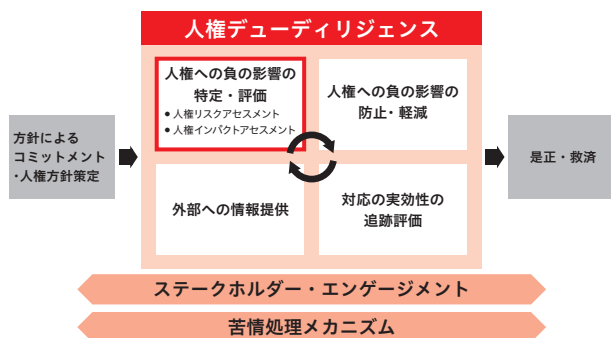 人権デューディリジェンス
人権への負の影響の
特定・評価
● 人権リスクアセスメント
● 人権インパクトアセスメント
人権への負の影響の
防止・軽減
方針による
コミットメント
・人権方針策定
是正・救済
外部への情報提供
対応の実効性の
追跡評価
ステークホルダー・エンゲージメント
苦情処理メカニズム